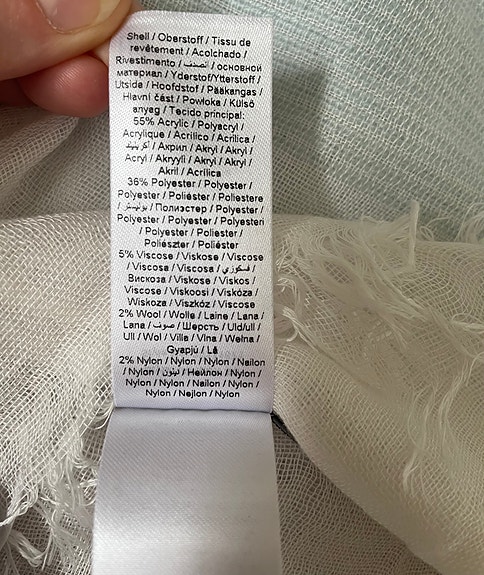 Shell / Oberstoff / Tissu de
revêtement / Acolchado /
Rivestimento / الصدف / основной
материал / Yderstof/Ytterstoff /
Utsida / Hoofdstof / Pääkangas /
Hlavní část / Powłoka / Külső
anyag / Tecido principal:
55% Acrylic / Polyacryl /
Acrylique / Acrílico / Acrilica /
/ أكريليك / Акрил / Akryl / Akryl /
Acryl / Akryyli / Akryl / Akryl /
Akril / Acrílica
36% Polyester / Polyester /
Polyester / Poliéster / Poliestere
/ بوليستر / Полиэстер / Polyester /
Polyester / Polyester / Polyesteri
/ Polyester / Poliester /
Poliészter / Poliéster
5% Viscose / Viskose / Viscose
/ Viscosa / Viscosa / فسكوزي /
Вискоза / Viskose / Viskos /
Viscose / Viskoosi / Viskóza /
Wiskoza / Viszkóz / Viscose
2% Wool / Wolle / Laine / Lana /
Lana / صوف / Шерсть / Uld/ull /
Ull / Wol / Villa / Vlna / Wełna /
Gyapjú / Lã
2% Nylon / Nylon / Nylon / Nailon
/ Nylon / لينون / Нейлон / Nylon /
Nylon / Nylon / Nailon / Nylon /
Nylon / Nejlon / Nylon